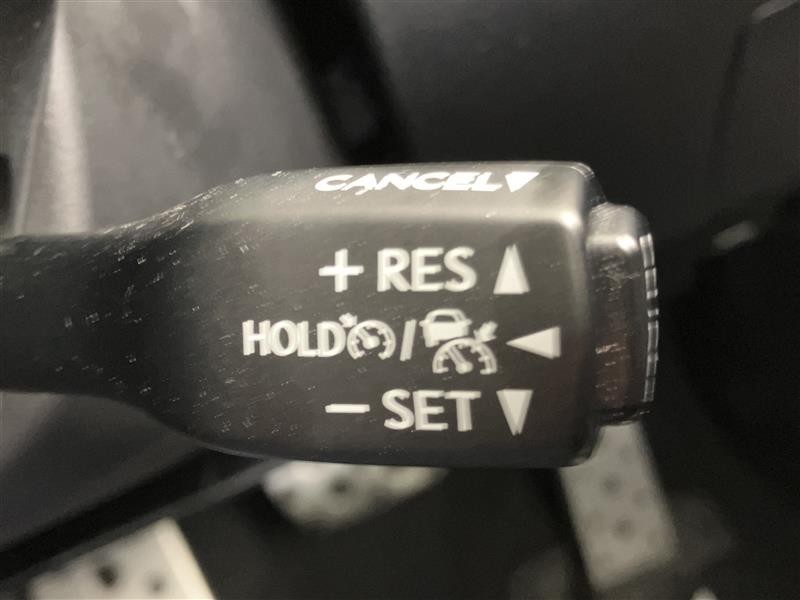 CANCEL▼
+ RES ▲
HOLD / ◀
− SET ▼